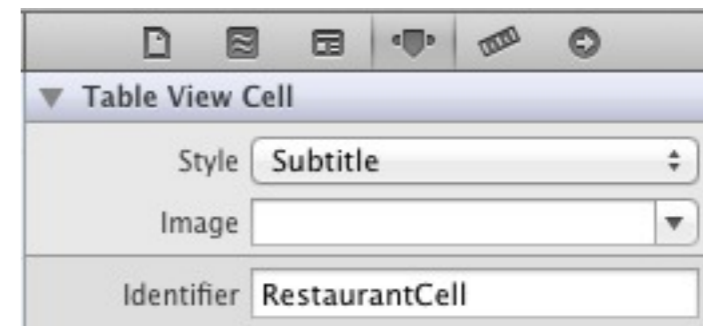 Table View Cell
Style Subtitle
Image
Identifier RestaurantCell